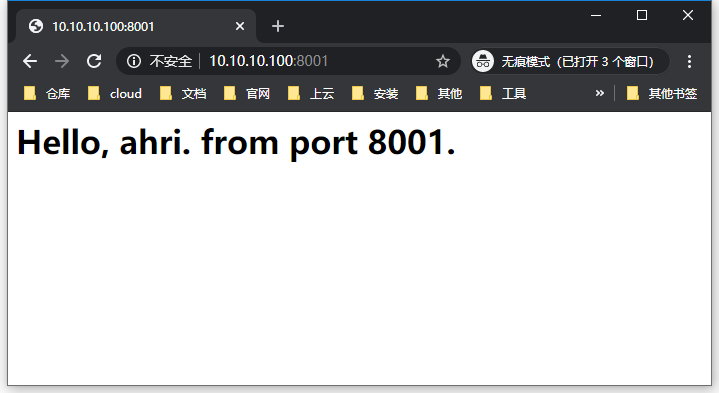 10.10.10.100:8001
不安全 10.10.10.100:8001 无痕模式（已打开 3 个窗口）
仓库 cloud 文档 官网 上云 安装 其他 工具 » 其他书签
Hello, ahri. from port 8001.